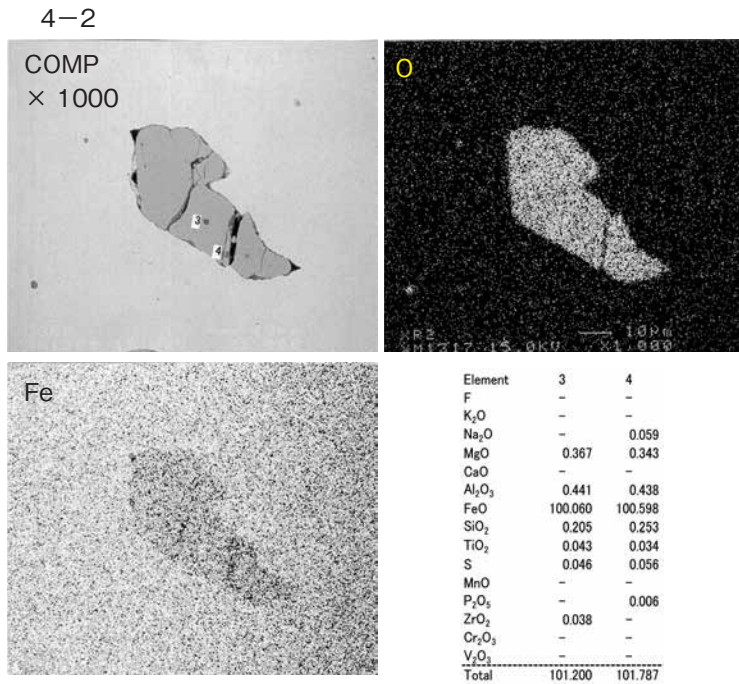 4−2
COMP
× 1000
3
4
O
10μm
15.0KV X1,000
Fe
Element 3 4
F − −
K₂O − −
Na₂O − 0.059
MgO 0.367 0.343
CaO − −
Al₂O₃ 0.441 0.438
FeO 100.060 100.598
SiO₂ 0.205 0.253
TiO₂ 0.043 0.034
S 0.046 0.056
MnO − −
P₂O₅ − 0.006
ZrO₂ 0.038 −
Cr₂O₃ − −
V₂O₃ − −
Total 101.200 101.787